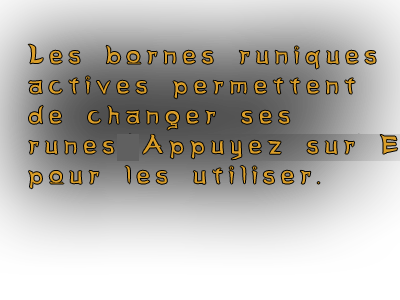 Les bornes runiques
actives permettent
de changer ses
runes Appuyez sur E
pour les utiliser.